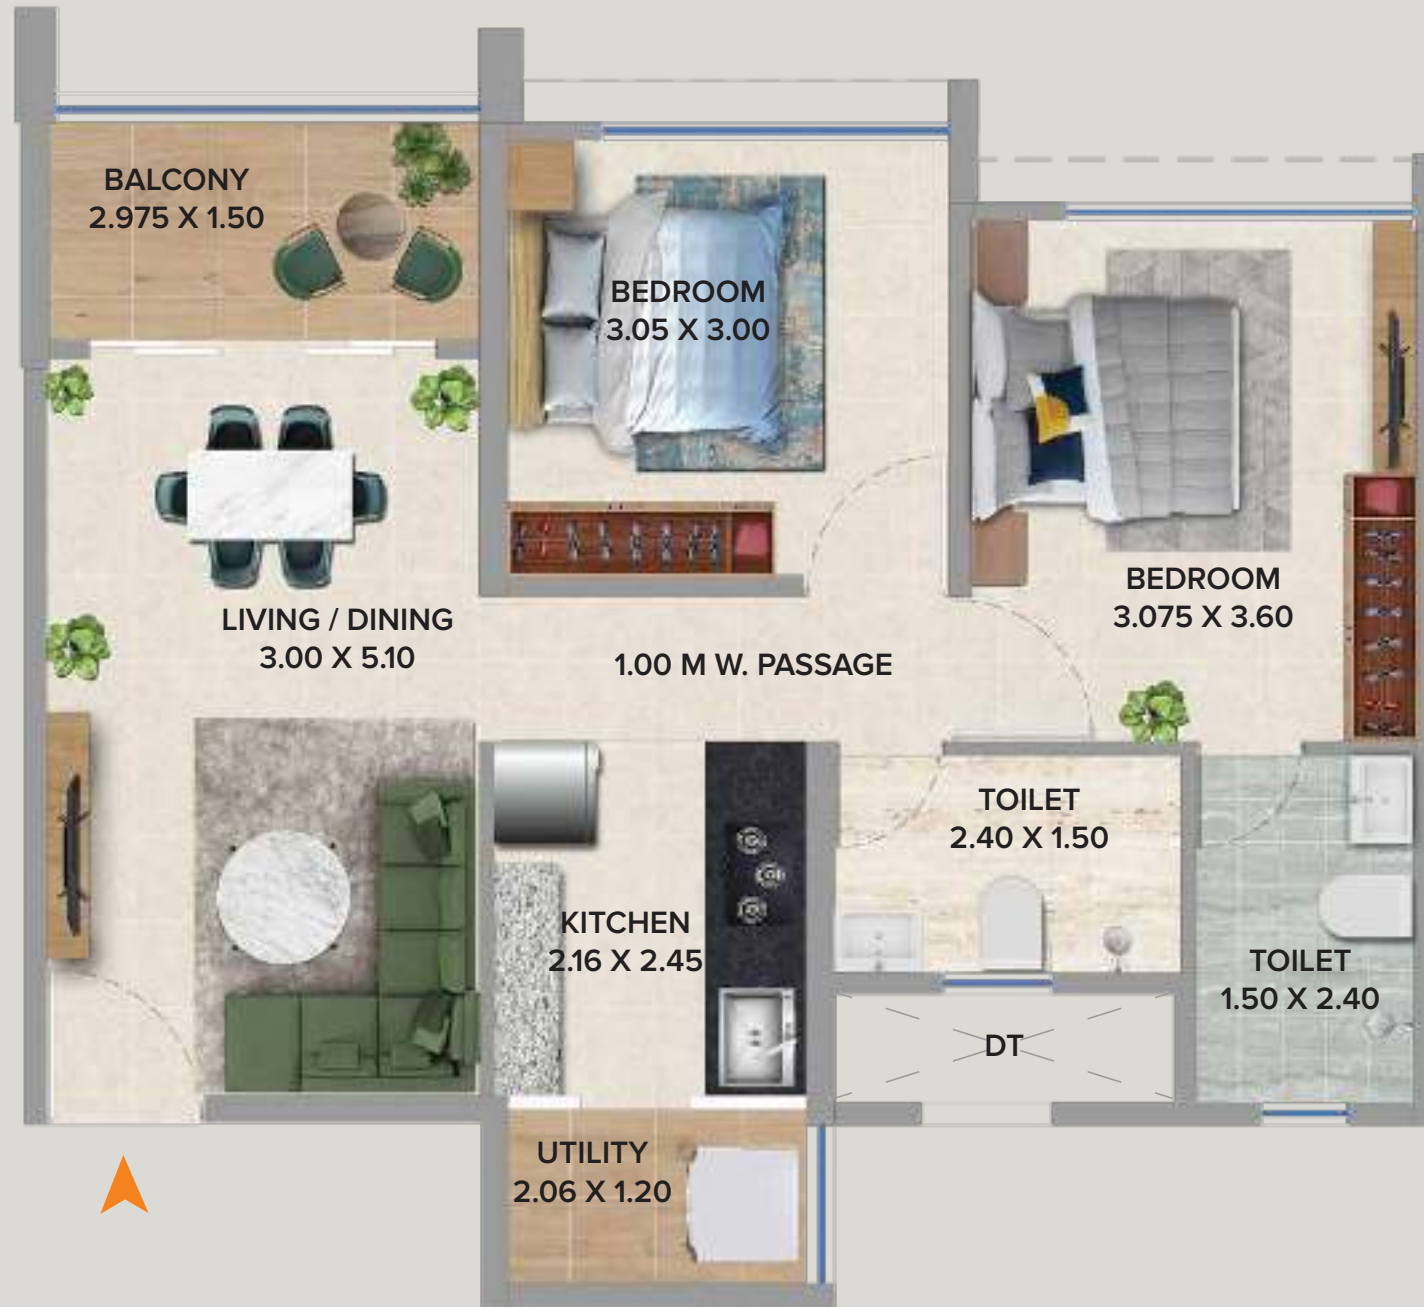 BALCONY
2.975 X 1.50
BEDROOM
3.05 X 3.00
BEDROOM
3.075 X 3.60
LIVING / DINING
3.00 X 5.10
1.00 M W. PASSAGE
TOILET
2.40 X 1.50
KITCHEN
2.16 X 2.45
TOILET
1.50 X 2.40
DT
UTILITY
2.06 X 1.20